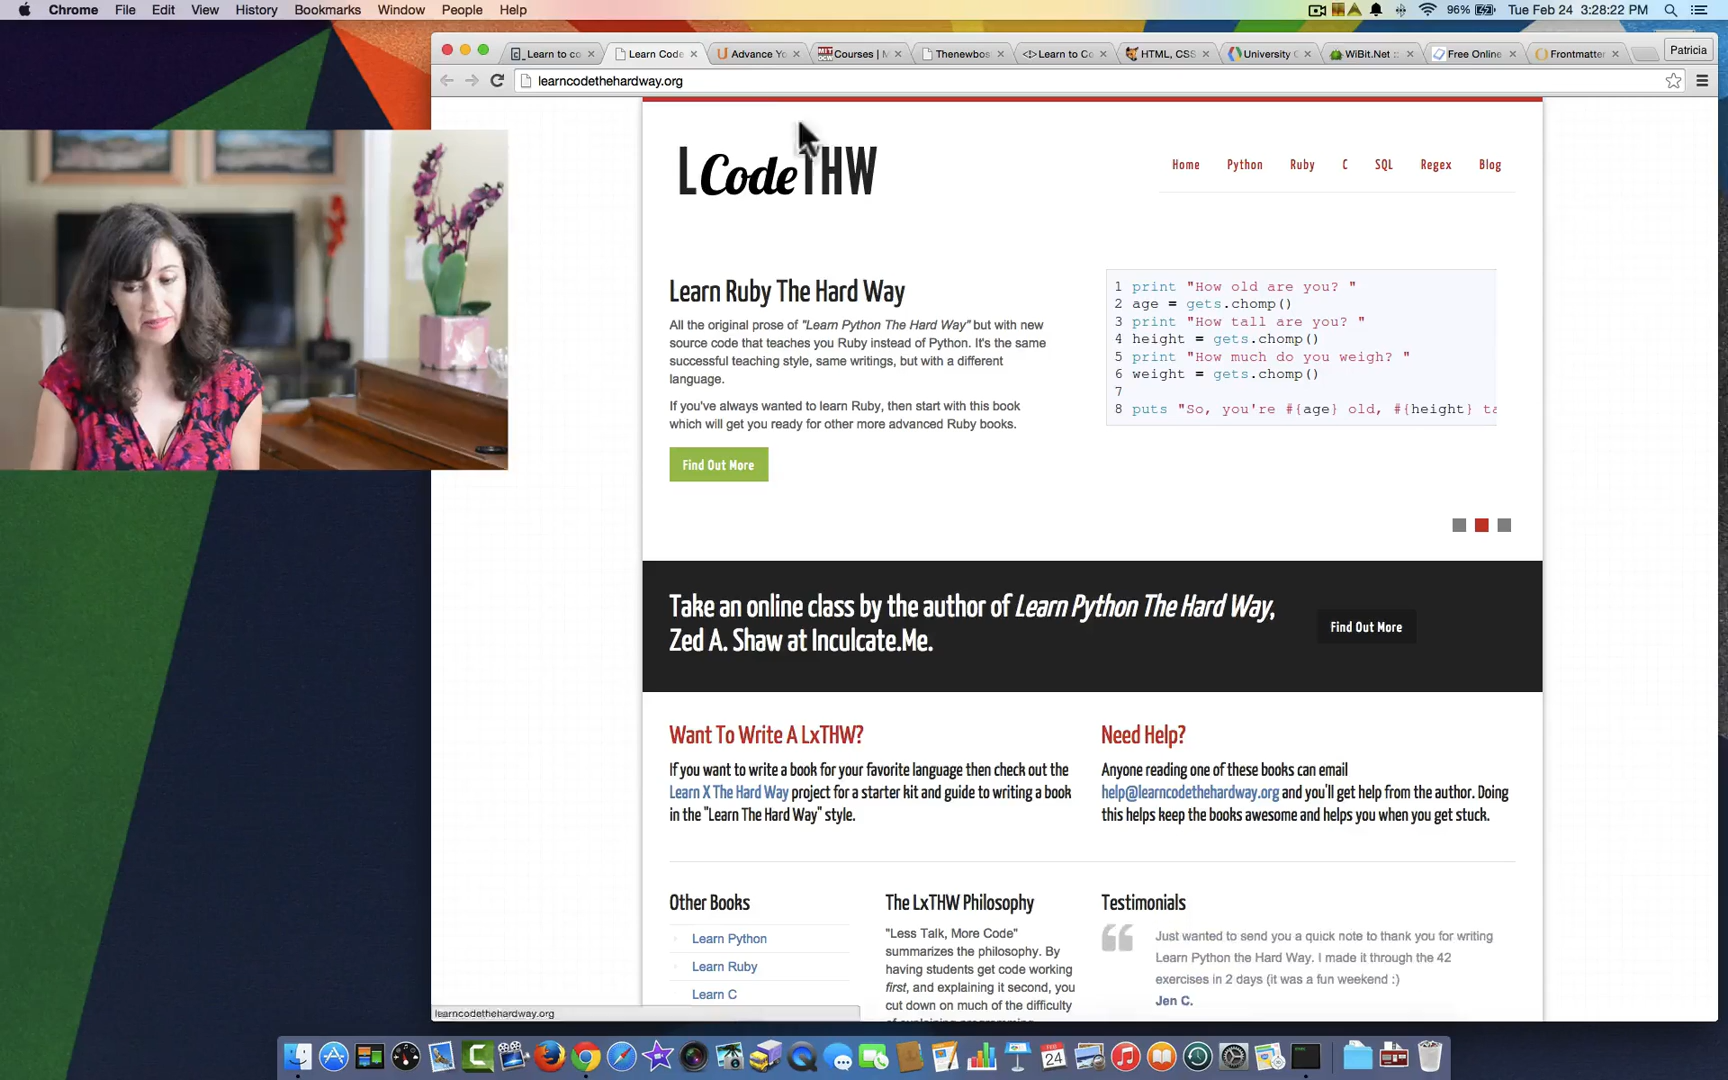 Chrome File Edit View History Bookmarks Window People Help
96% Tue Feb 24 3:28:22 PM
Learn to co
Learn Code
Advance Yo
Courses | M
Thenewbos
Learn to Co
HTML, CSS
University
WiBit.Net ::
Free Online
Frontmatter
Patricia
learncodethehardway.org
LCodeTHW
Home Python Ruby C SQL Regex Blog
Learn Ruby The Hard Way
All the original prose of "Learn Python The Hard Way" but with new
source code that teaches you Ruby instead of Python. It's the same
successful teaching style, same writings, but with a different
language.
If you've always wanted to learn Ruby, then start with this book
which will get you ready for other more advanced Ruby books.
Find Out More
1 print "How old are you? "
2 age = gets.chomp()
3 print "How tall are you? "
4 height = gets.chomp()
5 print "How much do you weigh? "
6 weight = gets.chomp()
7
8 puts "So, you're #{age} old, #{height} ta
Take an online class by the author of Learn Python The Hard Way,
Zed A. Shaw at Inculcate.Me.
Find Out More
Want To Write A LxTHW?
If you want to write a book for your favorite language then check out the
Learn X The Hard Way project for a starter kit and guide to writing a book
in the "Learn The Hard Way" style.
Need Help?
Anyone reading one of these books can email
help@learncodethehardway.org and you'll get help from the author. Doing
this helps keep the books awesome and helps you when you get stuck.
Other Books
Learn Python
Learn Ruby
Learn C
The LxTHW Philosophy
"Less Talk, More Code"
summarizes the philosophy. By
having students get code working
first, and explaining it second, you
cut down on much of the difficulty
of explaining programming
Testimonials
Just wanted to send you a quick note to thank you for writing
Learn Python the Hard Way. I made it through the 42
exercises in 2 days (it was a fun weekend :)
Jen C.
learncodethehardway.org
24